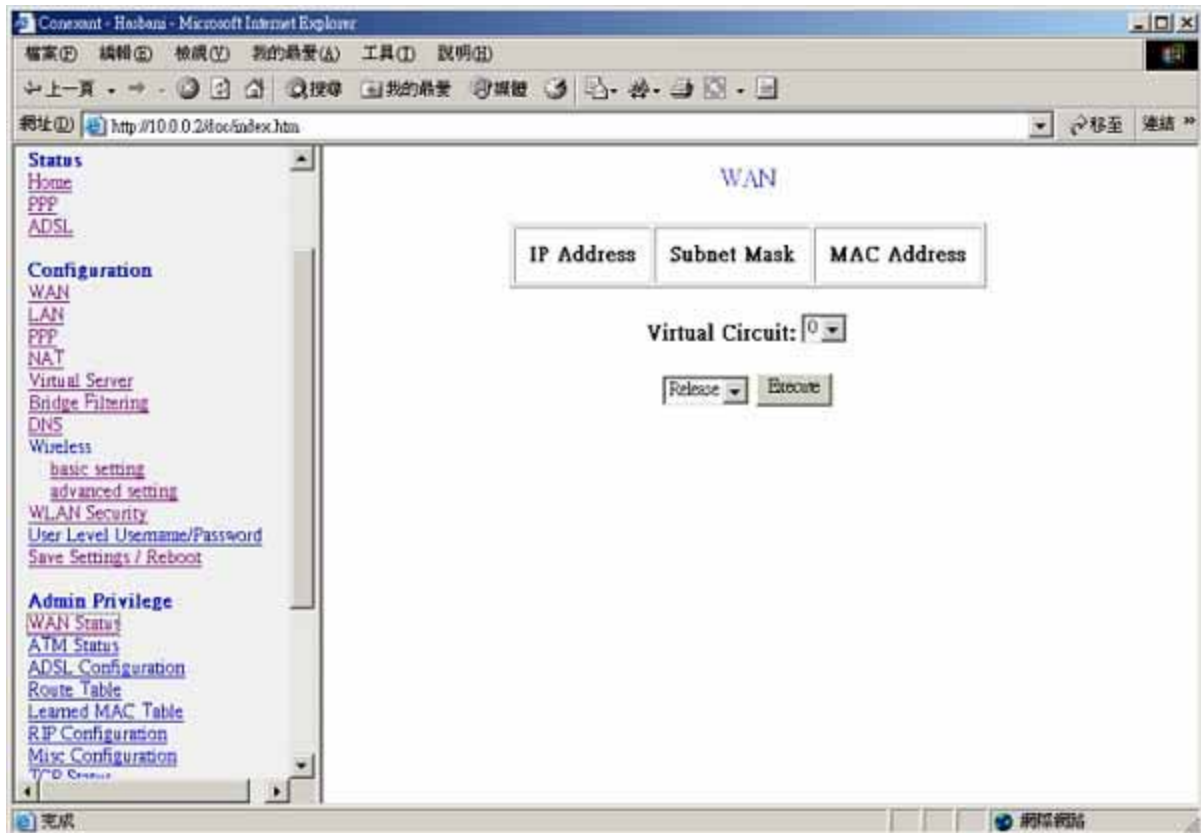 Conexant - Hasbani - Microsoft Internet Explorer
檔案(F) 編輯(E) 檢視(V) 我的最愛(A) 工具(T) 說明(H)
上一頁 搜尋 我的最愛 媒體
網址(D) http://10.0.0.2/doc/index.htm 移至 連結 »
Status
Home
PPP
ADSL
Configuration
WAN
LAN
PPP
NAT
Virtual Server
Bridge Filtering
DNS
Wireless
basic setting
advanced setting
WLAN Security
User Level Username/Password
Save Settings / Reboot
Admin Privilege
WAN Status
ATM Status
ADSL Configuration
Route Table
Learned MAC Table
RIP Configuration
Misc Configuration
TCP Status
WAN
IP Address Subnet Mask MAC Address
Virtual Circuit: 0
Release Execute
完成 網際網路